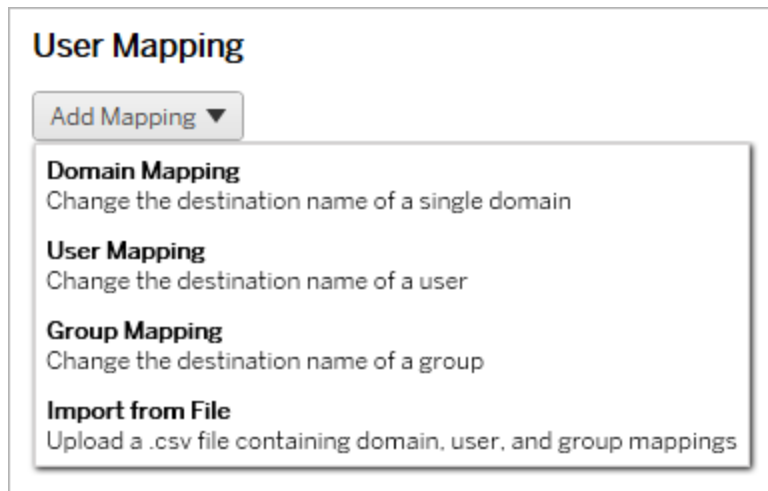 User Mapping
Add Mapping ▼
Domain Mapping
Change the destination name of a single domain
User Mapping
Change the destination name of a user
Group Mapping
Change the destination name of a group
Import from File
Upload a .csv file containing domain, user, and group mappings